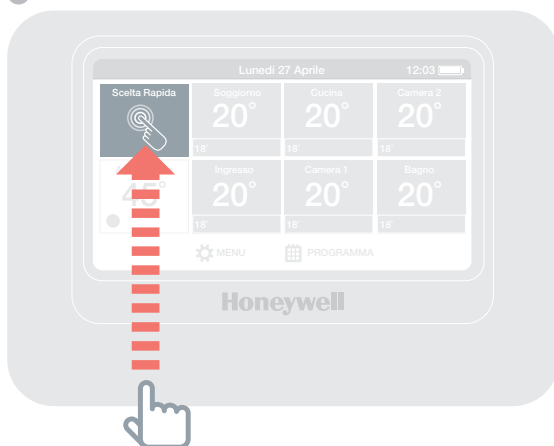 Lunedì 27 Aprile 12:03
Scelta Rapida
Soggiorno
Cucina
Camera 2
20° 20° 20°
18° 18° 18°
Ingresso
Camera 1
Bagno
45° 20° 20° 20°
18° 18° 18°
MENU
PROGRAMMA
Honeywell